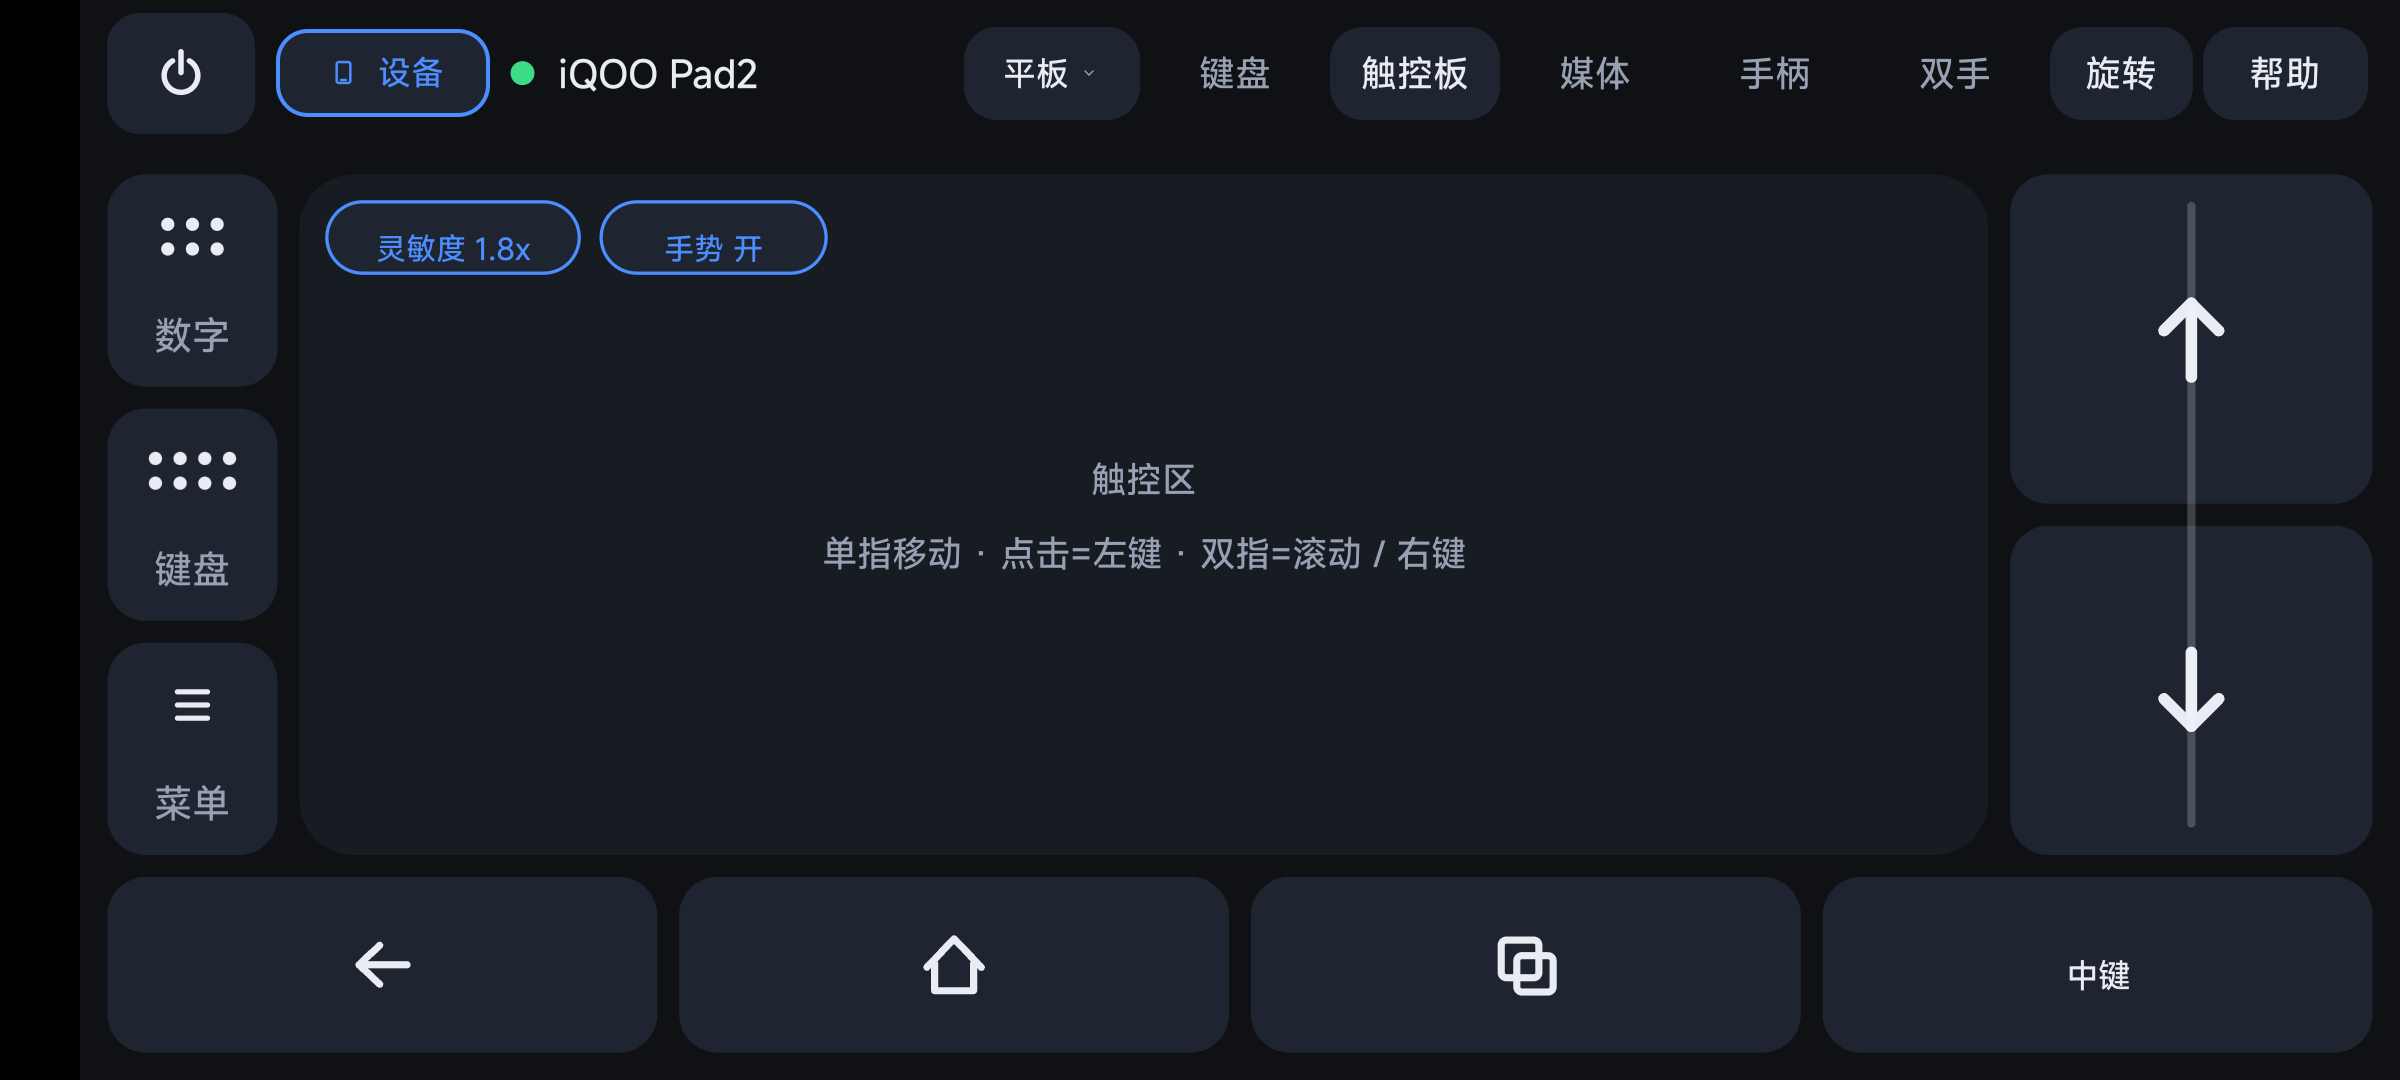 设备 iQOO Pad2 平板 键盘 触控板 媒体 手柄 双手 旋转 帮助
灵敏度 1.8x 手势 开
数字
触控区
单指移动 · 点击=左键 · 双指=滚动 / 右键
键盘
菜单
中键